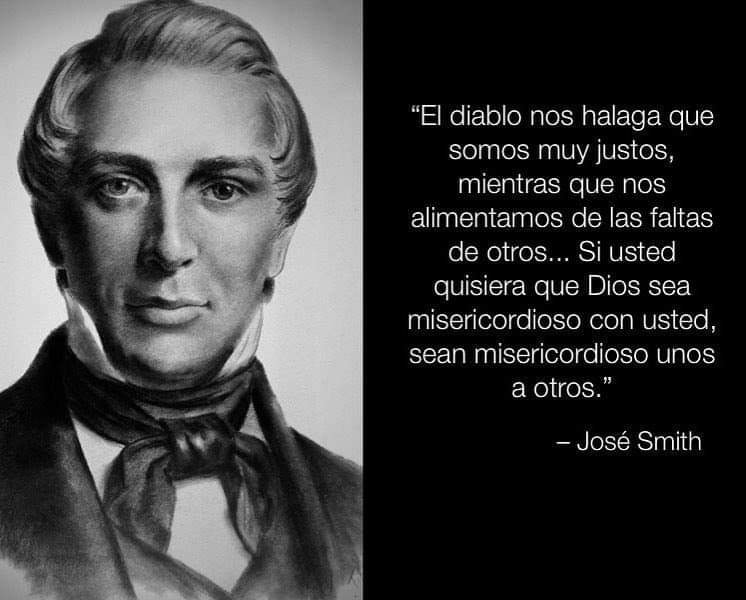 “El diablo nos halaga que
somos muy justos,
mientras que nos
alimentamos de las faltas
de otros... Si usted
quisiera que Dios sea
misericordioso con usted,
sean misericordioso unos
a otros.”
– José Smith